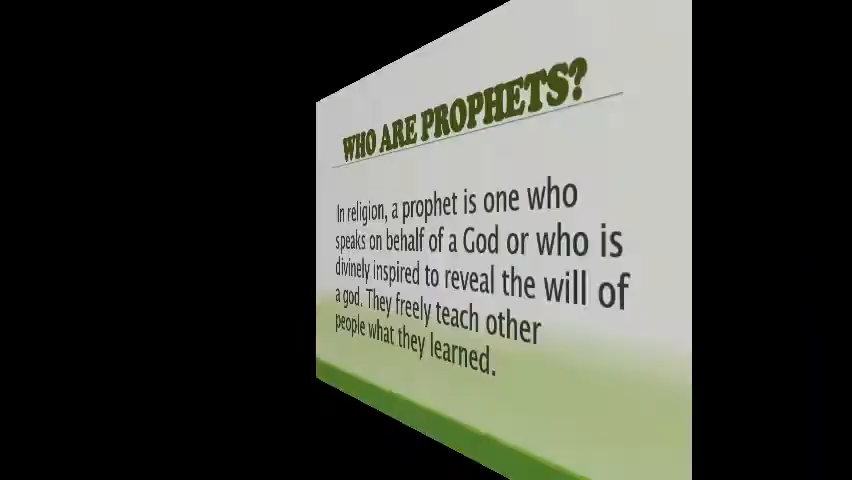 WHO ARE PROPHETS?
In religion, a prophet is one who
speaks on behalf of a God or who is
divinely inspired to reveal the will of
a god. They freely teach other
people what they learned.